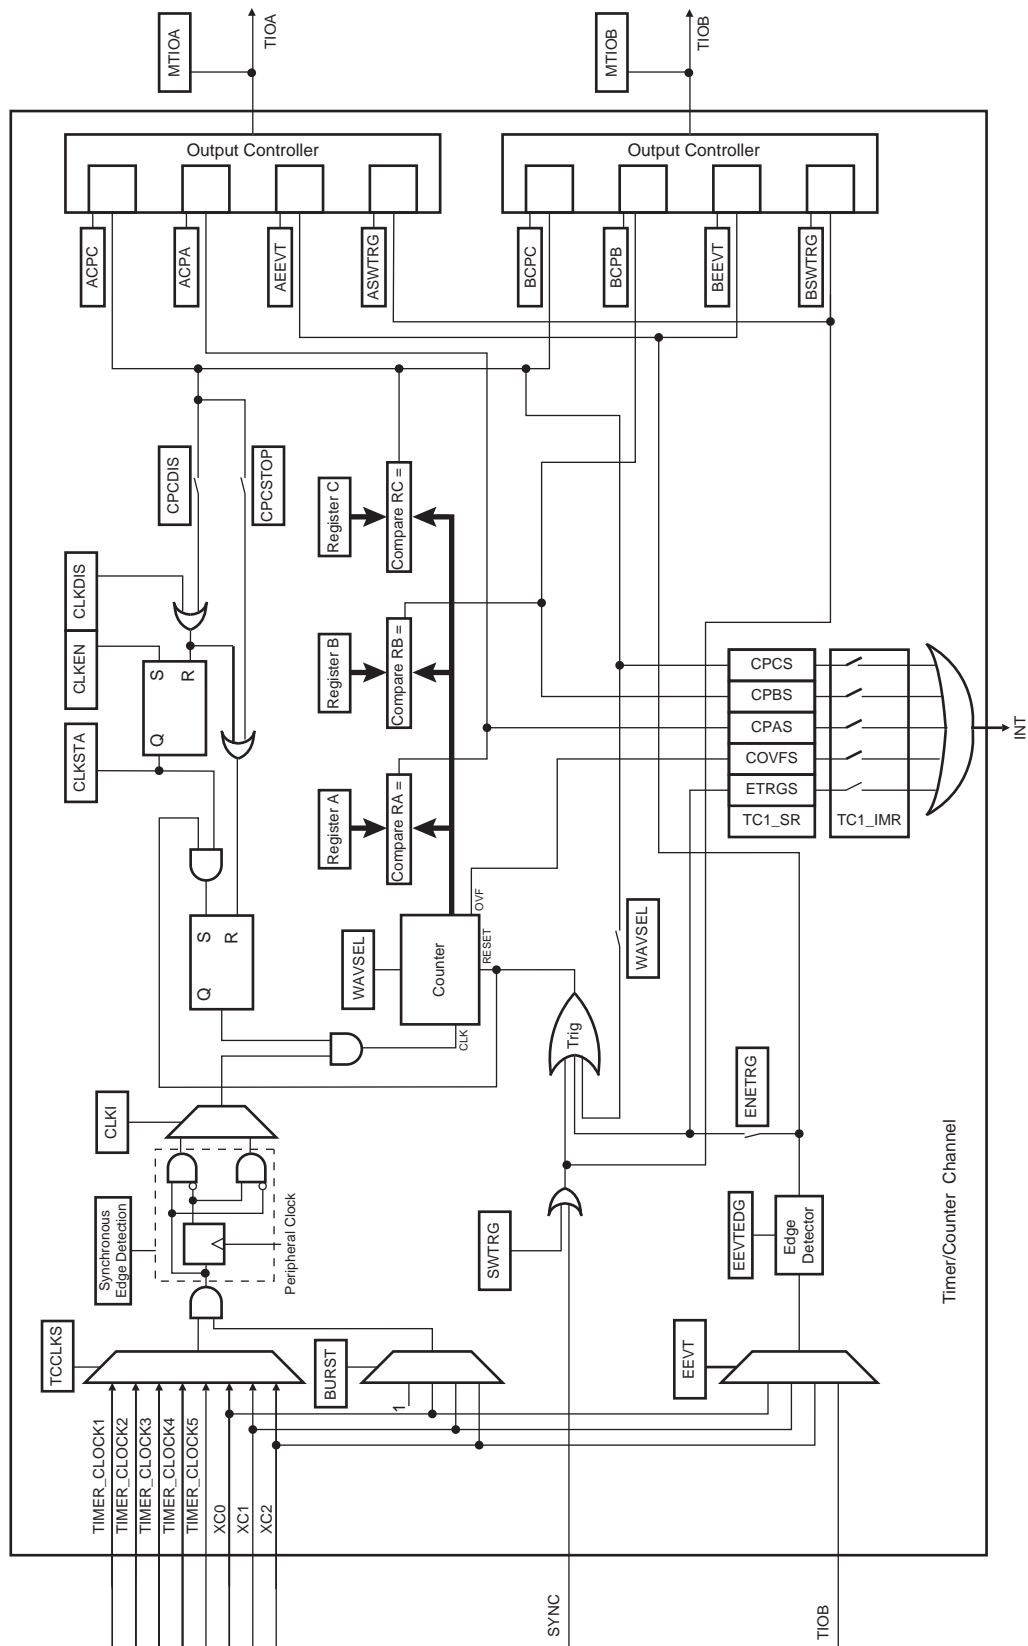 MTIOA
TIOA
MTIOB
TIOB
Output Controller
Output Controller
ACPC
ACPA
AEEVT
ASWTRG
BCPC
BCPB
BEEVT
BSWTRG
CPCDIS
CPCSTOP
Register C
Compare RC =
CLKDIS
CLKEN
S
R
Q
CLKSTA
Register B
Compare RB =
CPCS
CPBS
CPAS
COVFS
ETRGS
TC1_SR
TC1_IMR
INT
Register A
Compare RA =
OVF
S
R
Q
WAVSEL
Counter
RESET
CLK
WAVSEL
Trig
ENETRG
CLKI
Synchronous
Edge Detection
Peripheral Clock
SWTRG
EEVTEDG
Edge
Detector
Timer/Counter Channel
TCCLKS
BURST
1
EEVT
TIMER_CLOCK1
TIMER_CLOCK2
TIMER_CLOCK3
TIMER_CLOCK4
TIMER_CLOCK5
XC0
XC1
XC2
SYNC
TIOB